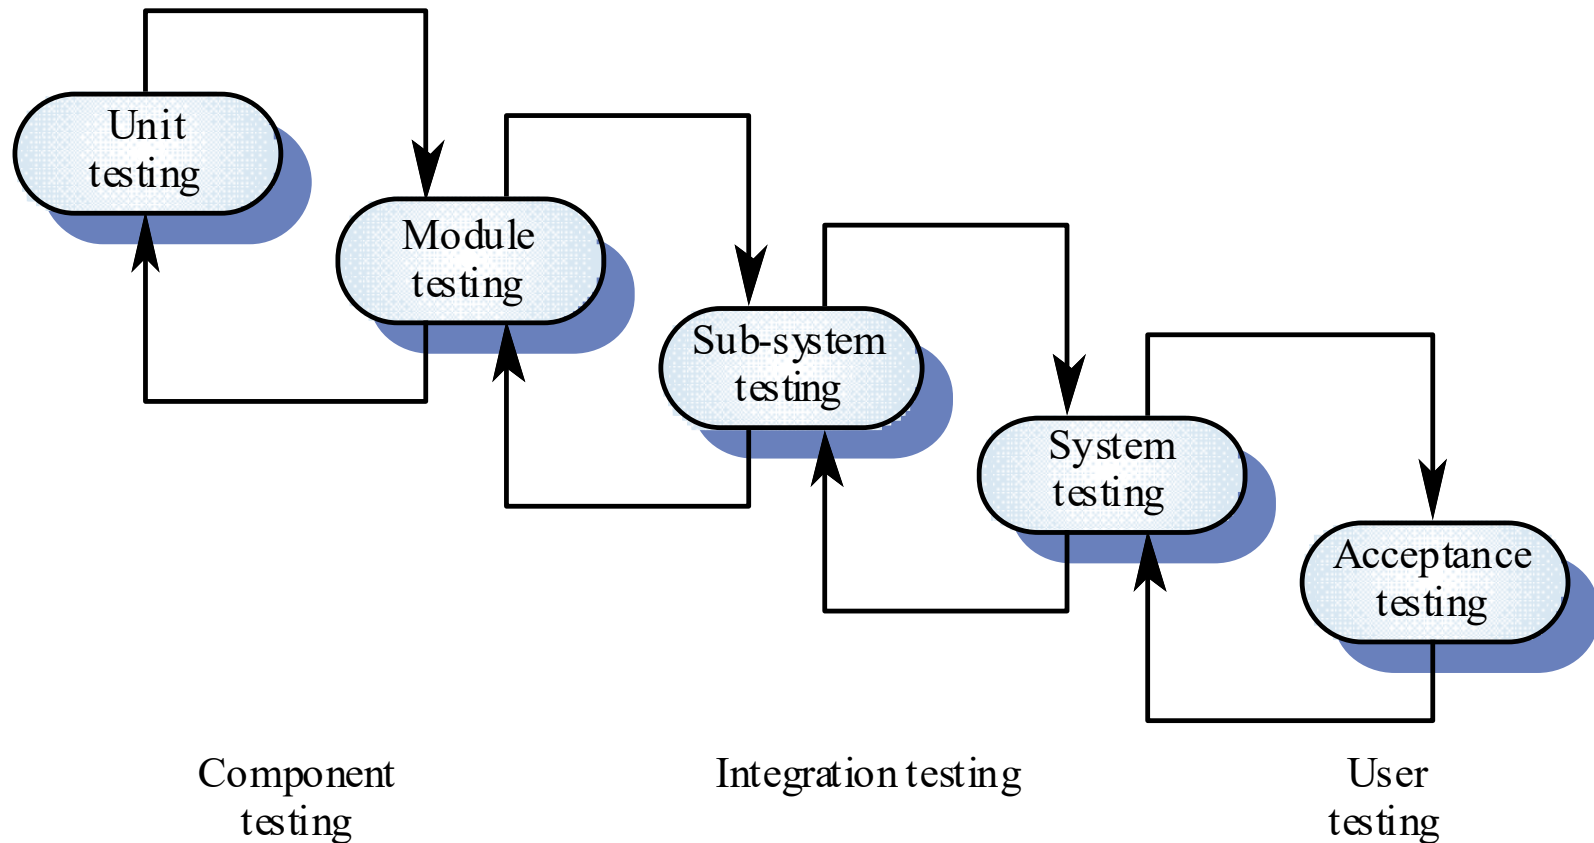 Unit
testing
Module
testing
Sub-system
testing
System
testing
Acceptance
testing
Component
testing
Integration testing
User
testing